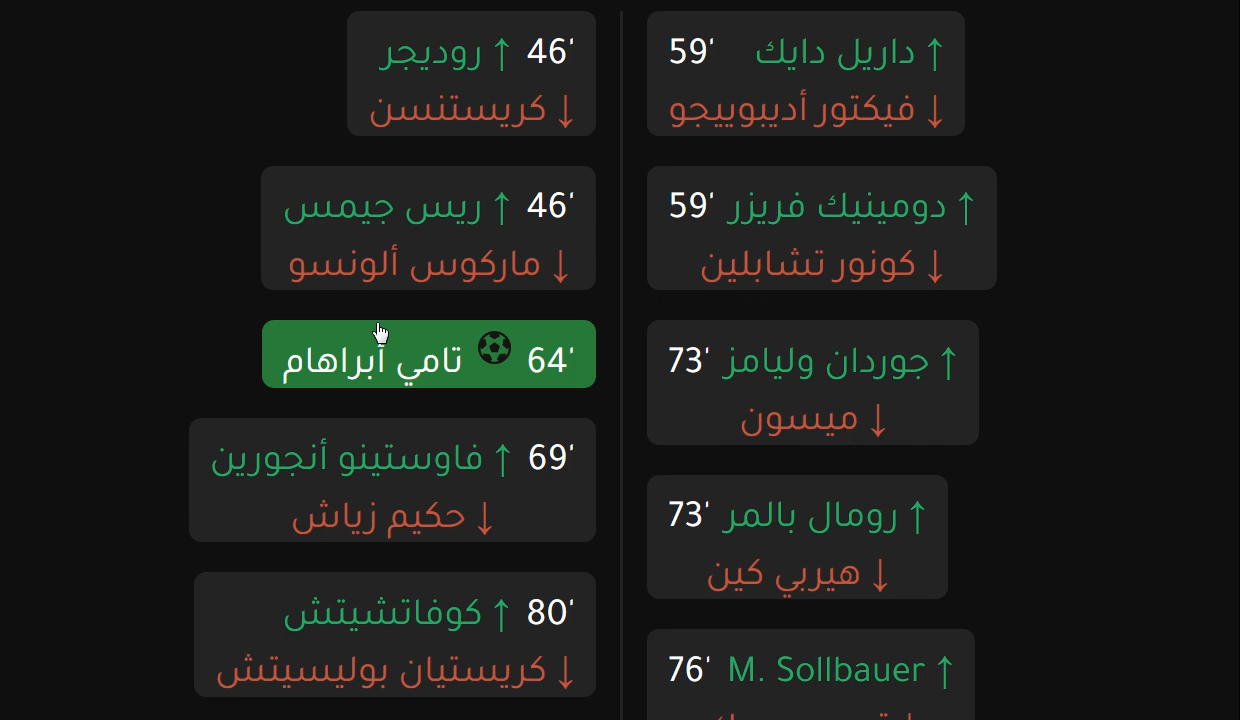 59' ↑ داريل دايك
↓ فيكتور أديبوييجو
59' ↑ دومينيك فريزر
↓ كونور تشابلين
73' ↑ جوردان وليامز
↓ ميسون
73' ↑ رومال بالمر
↓ هيربي كين
76' ↑ M. Sollbauer
46' ↑ روديجر
↓ كريستنسن
46' ↑ ريس جيمس
↓ ماركوس ألونسو
64' تامي أبراهام
69' ↑ فاوستينو أنجورين
↓ حكيم زياش
80' ↑ كوفاتشيتش
↓ كريستيان بوليسيتش